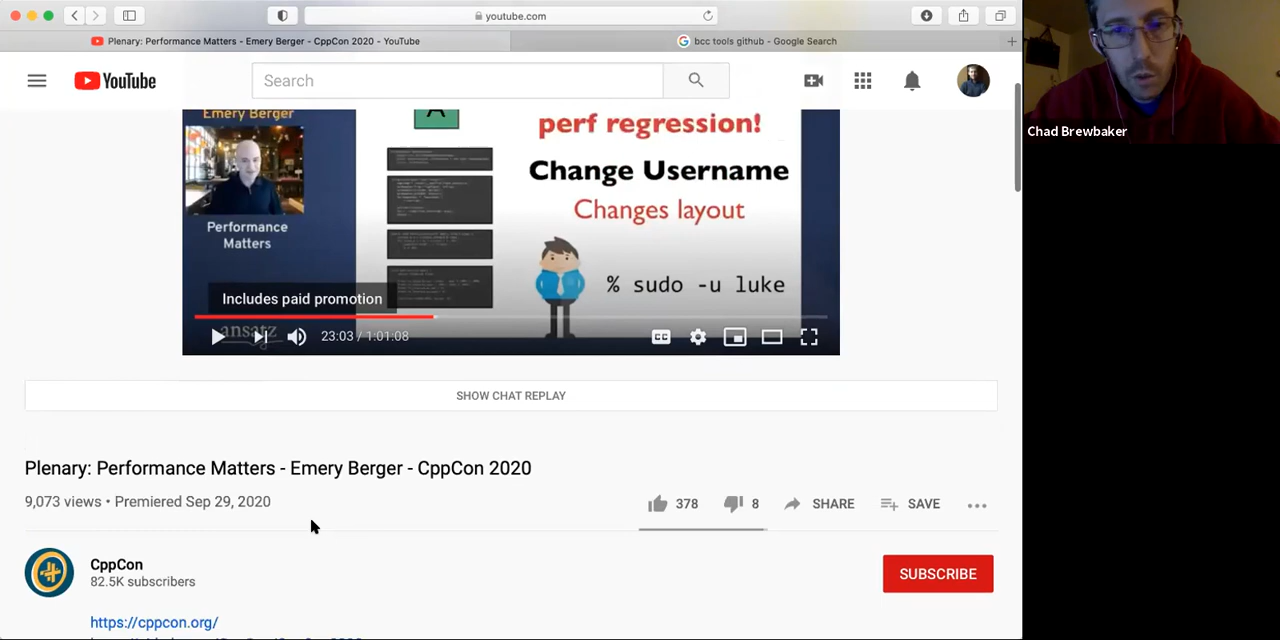 youtube.com
Plenary: Performance Matters - Emery Berger - CppCon 2020 - YouTube
bcc tools github - Google Search
YouTube
Search
Chad Brewbaker
Emery Berger
A
perf regression!
Change Username
Changes layout
Performance
Matters
% sudo -u luke
Includes paid promotion
ansatz
23:03 / 1:01:08
CC
SHOW CHAT REPLAY
Plenary: Performance Matters - Emery Berger - CppCon 2020
9,073 views • Premiered Sep 29, 2020
378
8
SHARE
SAVE
CppCon
82.5K subscribers
SUBSCRIBE
https://cppcon.org/